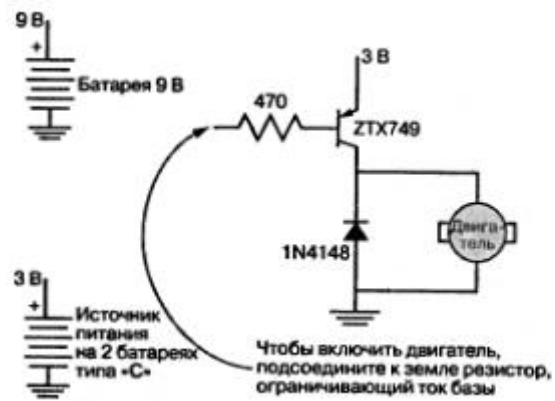 9 В
+
Батарея 9 В
3 В
470
ZTX749
Двига-
тель
1N4148
3 В
+
Источник
питания
на 2 батареях
типа «С»
Чтобы включить двигатель,
подсоедините к земле резистор,
ограничивающий ток базы